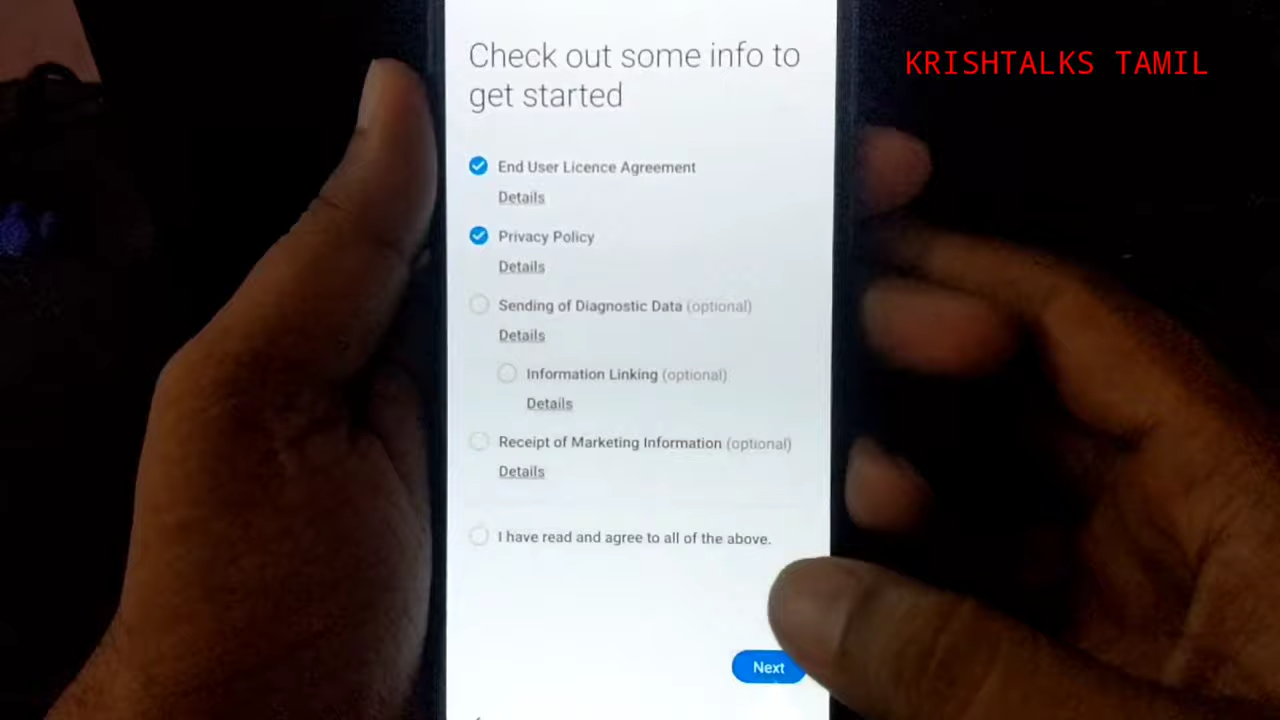 Check out some info to
get started
KRISHTALKS TAMIL
End User Licence Agreement
Details
Privacy Policy
Details
Sending of Diagnostic Data (optional)
Details
Information Linking (optional)
Details
Receipt of Marketing Information (optional)
Details
I have read and agree to all of the above.
Next